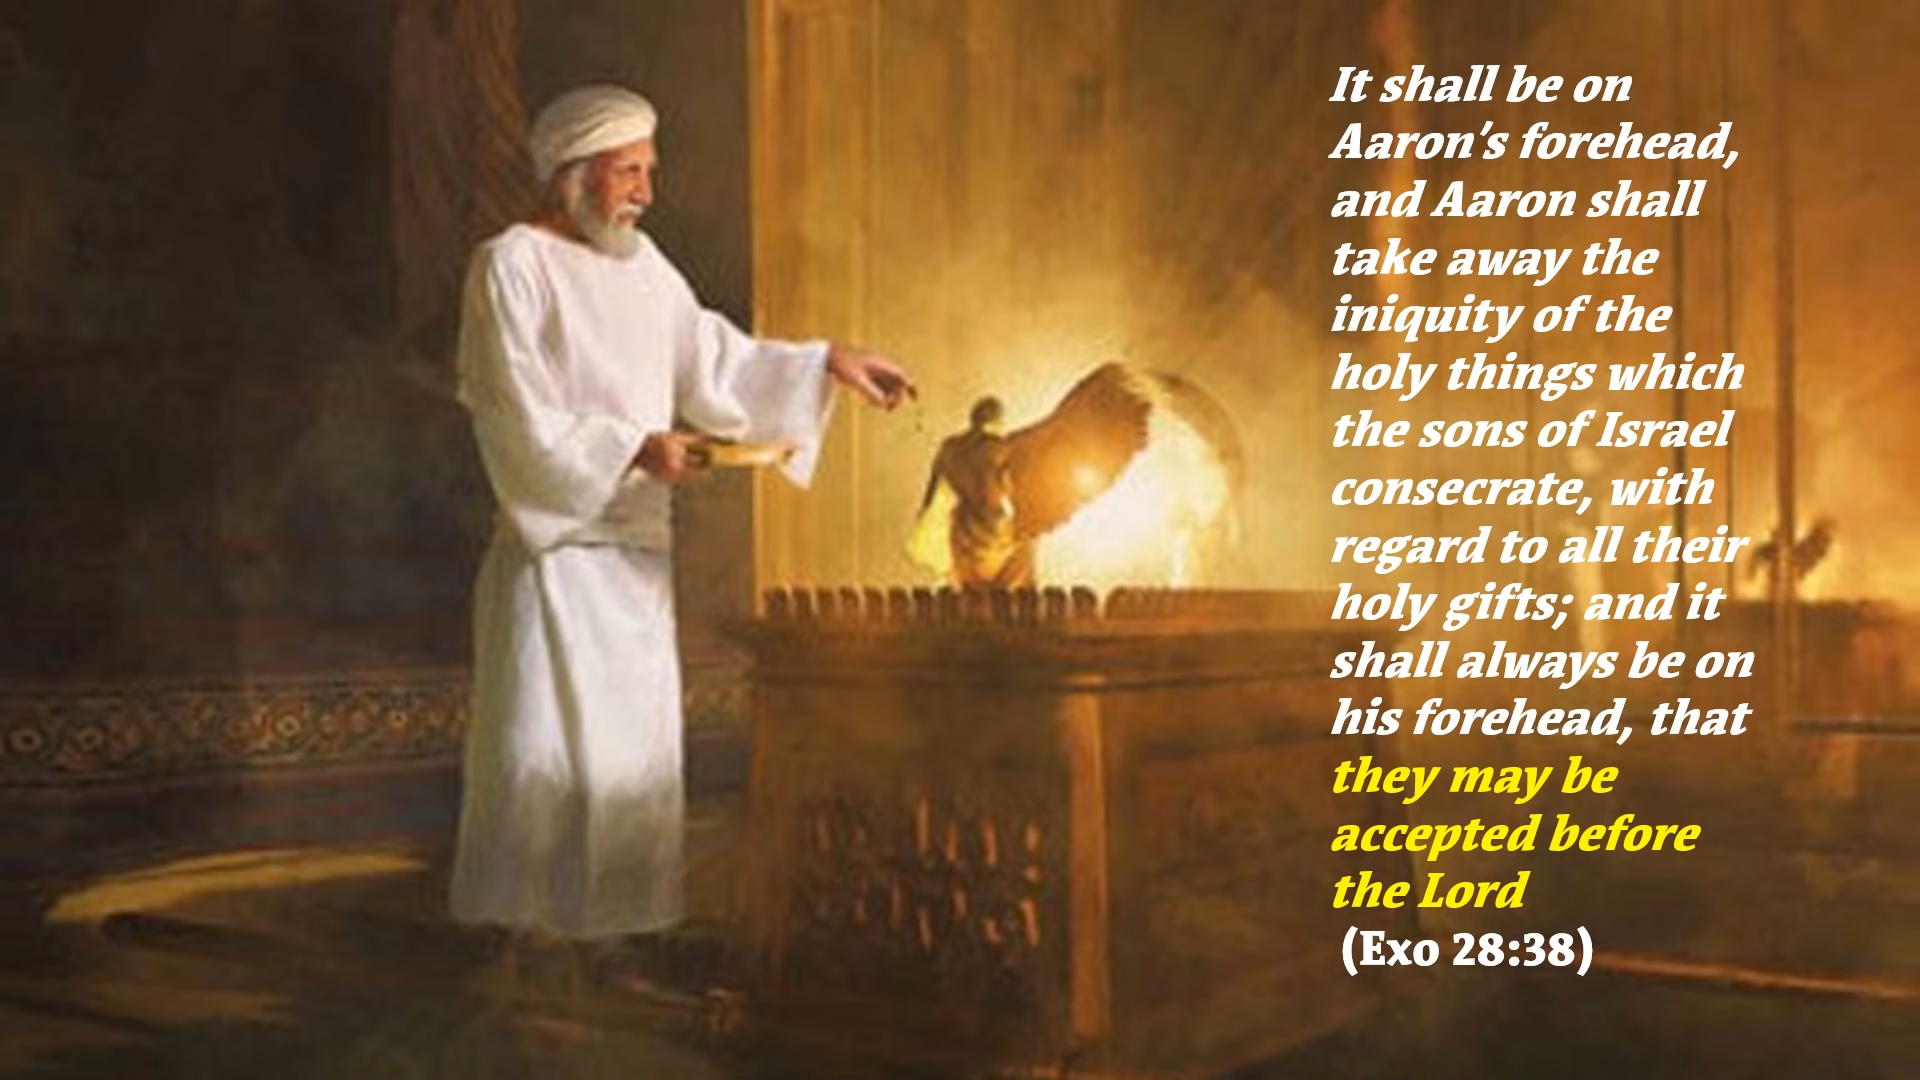 It shall be on
Aaron's forehead,
and Aaron shall
take away the
iniquity of the
holy things which
the sons of Israel
consecrate, with
regard to all their
holy gifts; and it
shall always be on
his forehead, that
they may be
accepted before
the Lord
(Exo 28:38)